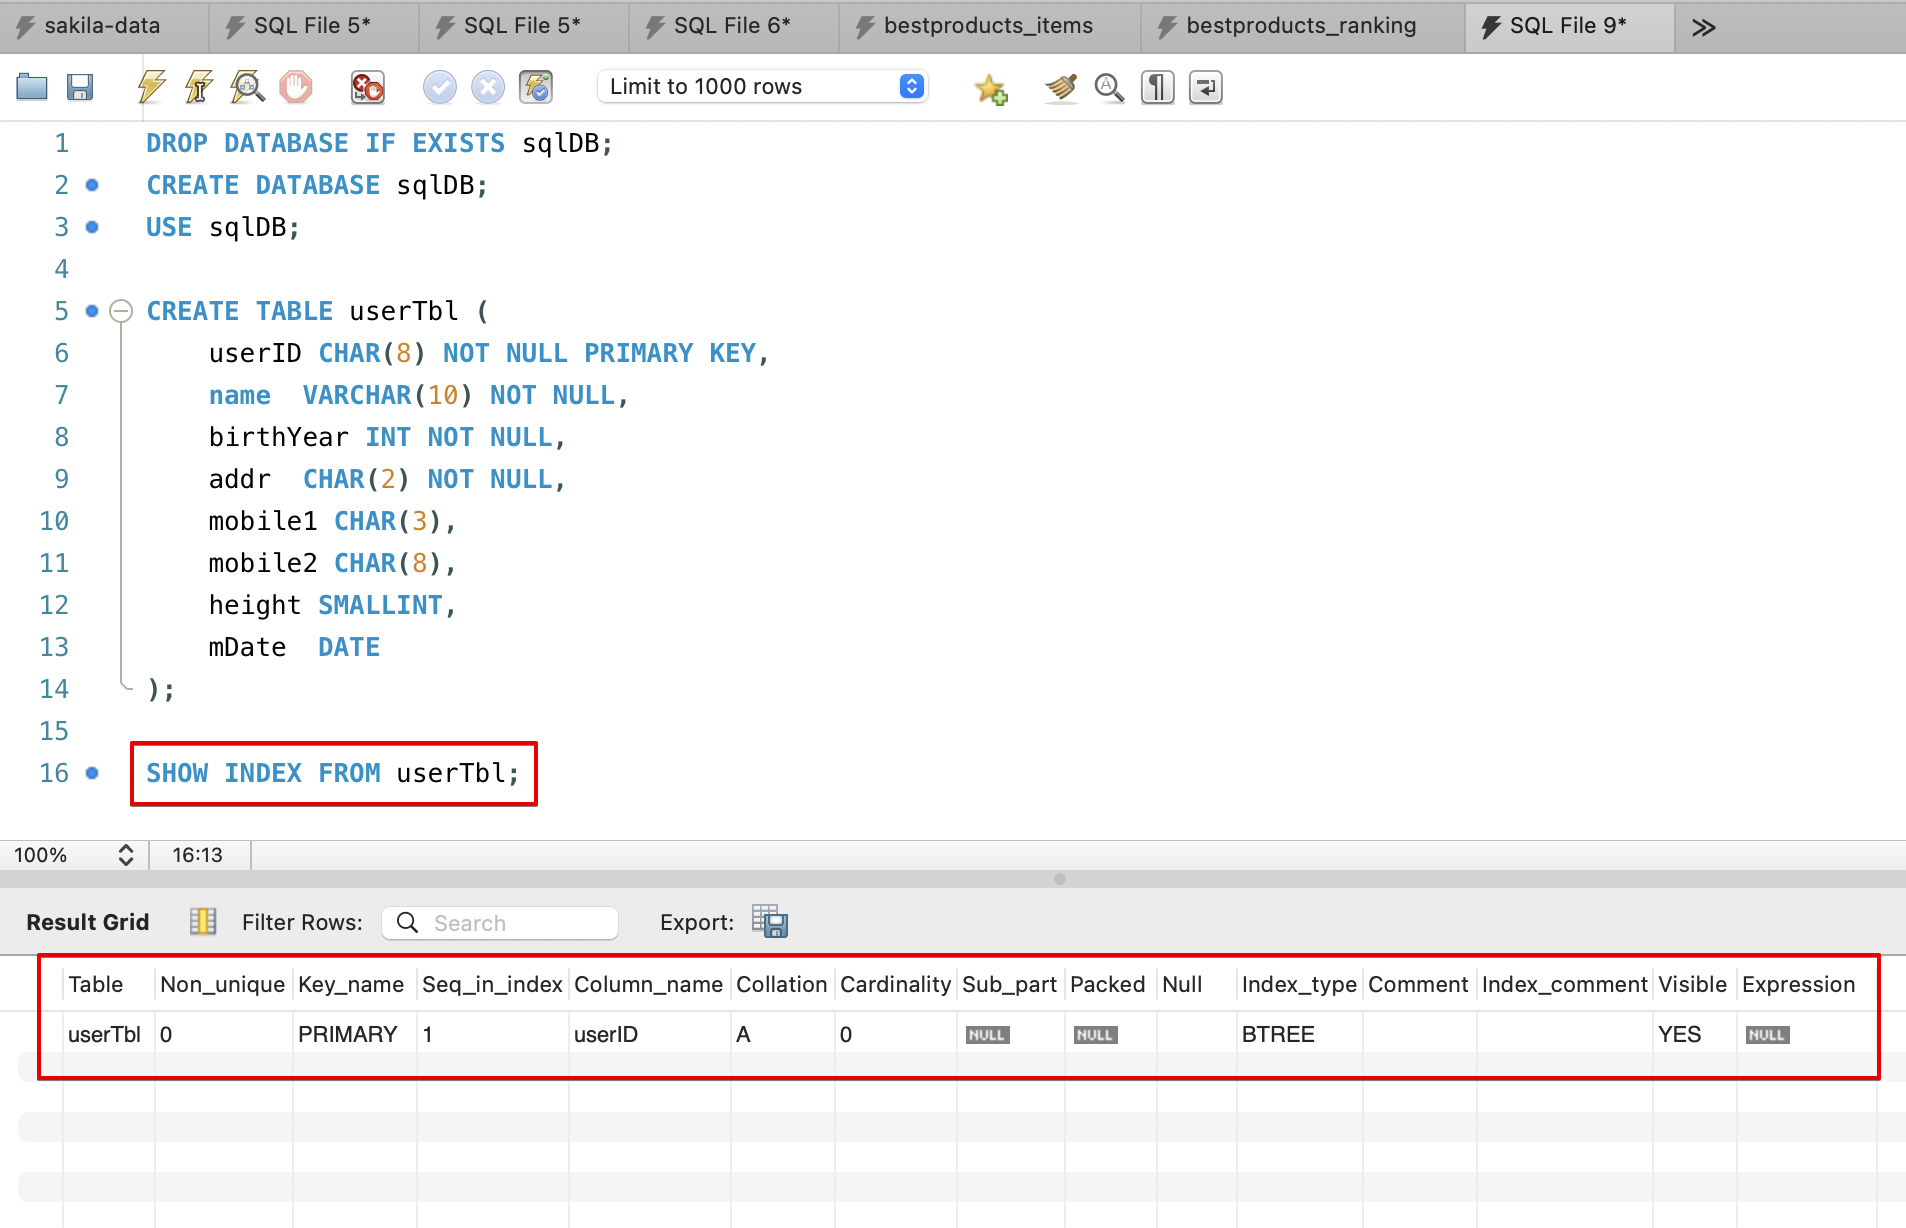 sakila-data SQL File 5* SQL File 5* SQL File 6* bestproducts_items bestproducts_ranking SQL File 9*
Limit to 1000 rows
1 DROP DATABASE IF EXISTS sqlDB;
2 CREATE DATABASE sqlDB;
3 USE sqlDB;
4
5 CREATE TABLE userTbl (
6 userID CHAR(8) NOT NULL PRIMARY KEY,
7 name VARCHAR(10) NOT NULL,
8 birthYear INT NOT NULL,
9 addr CHAR(2) NOT NULL,
10 mobile1 CHAR(3),
11 mobile2 CHAR(8),
12 height SMALLINT,
13 mDate DATE
14 );
15
16 SHOW INDEX FROM userTbl;
100% 16:13
Result Grid Filter Rows: Search Export:
Table Non_unique Key_name Seq_in_index Column_name Collation Cardinality Sub_part Packed Null Index_type Comment Index_comment Visible Expression
userTbl 0 PRIMARY 1 userID A 0 NULL NULL BTREE YES NULL